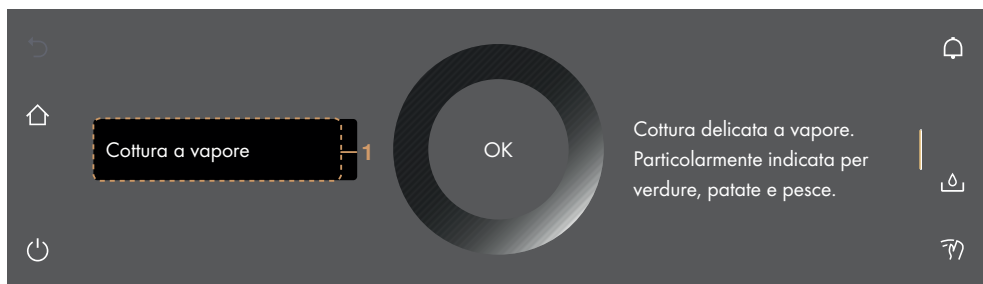 Cottura a vapore
1
OK
Cottura delicata a vapore.
Particolarmente indicata per
verdure, patate e pesce.